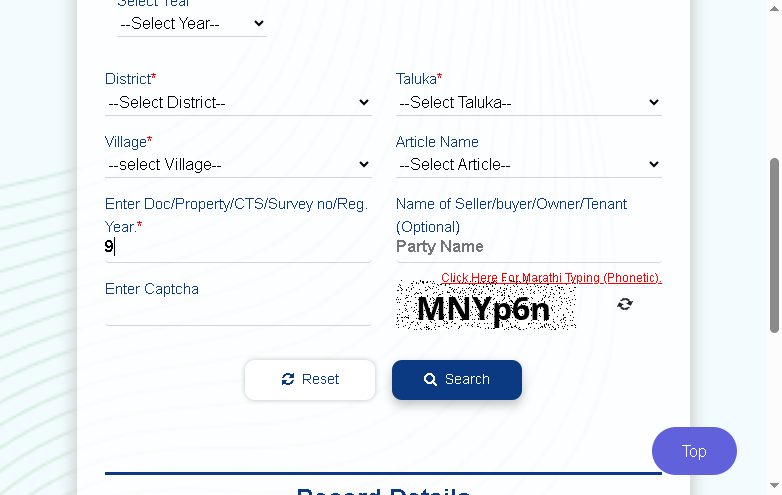 Select Year
--Select Year--
District*
Taluka*
--Select District--
--Select Taluka--
Village*
Article Name
--select Village--
--Select Article--
Enter Doc/Property/CTS/Survey no/Reg. Year.*
Name of Seller/buyer/Owner/Tenant (Optional)
9
Party Name
Click Here For Marathi Typing (Phonetic).
Enter Captcha
MNYp6n
Reset
Search
Top
Record Details